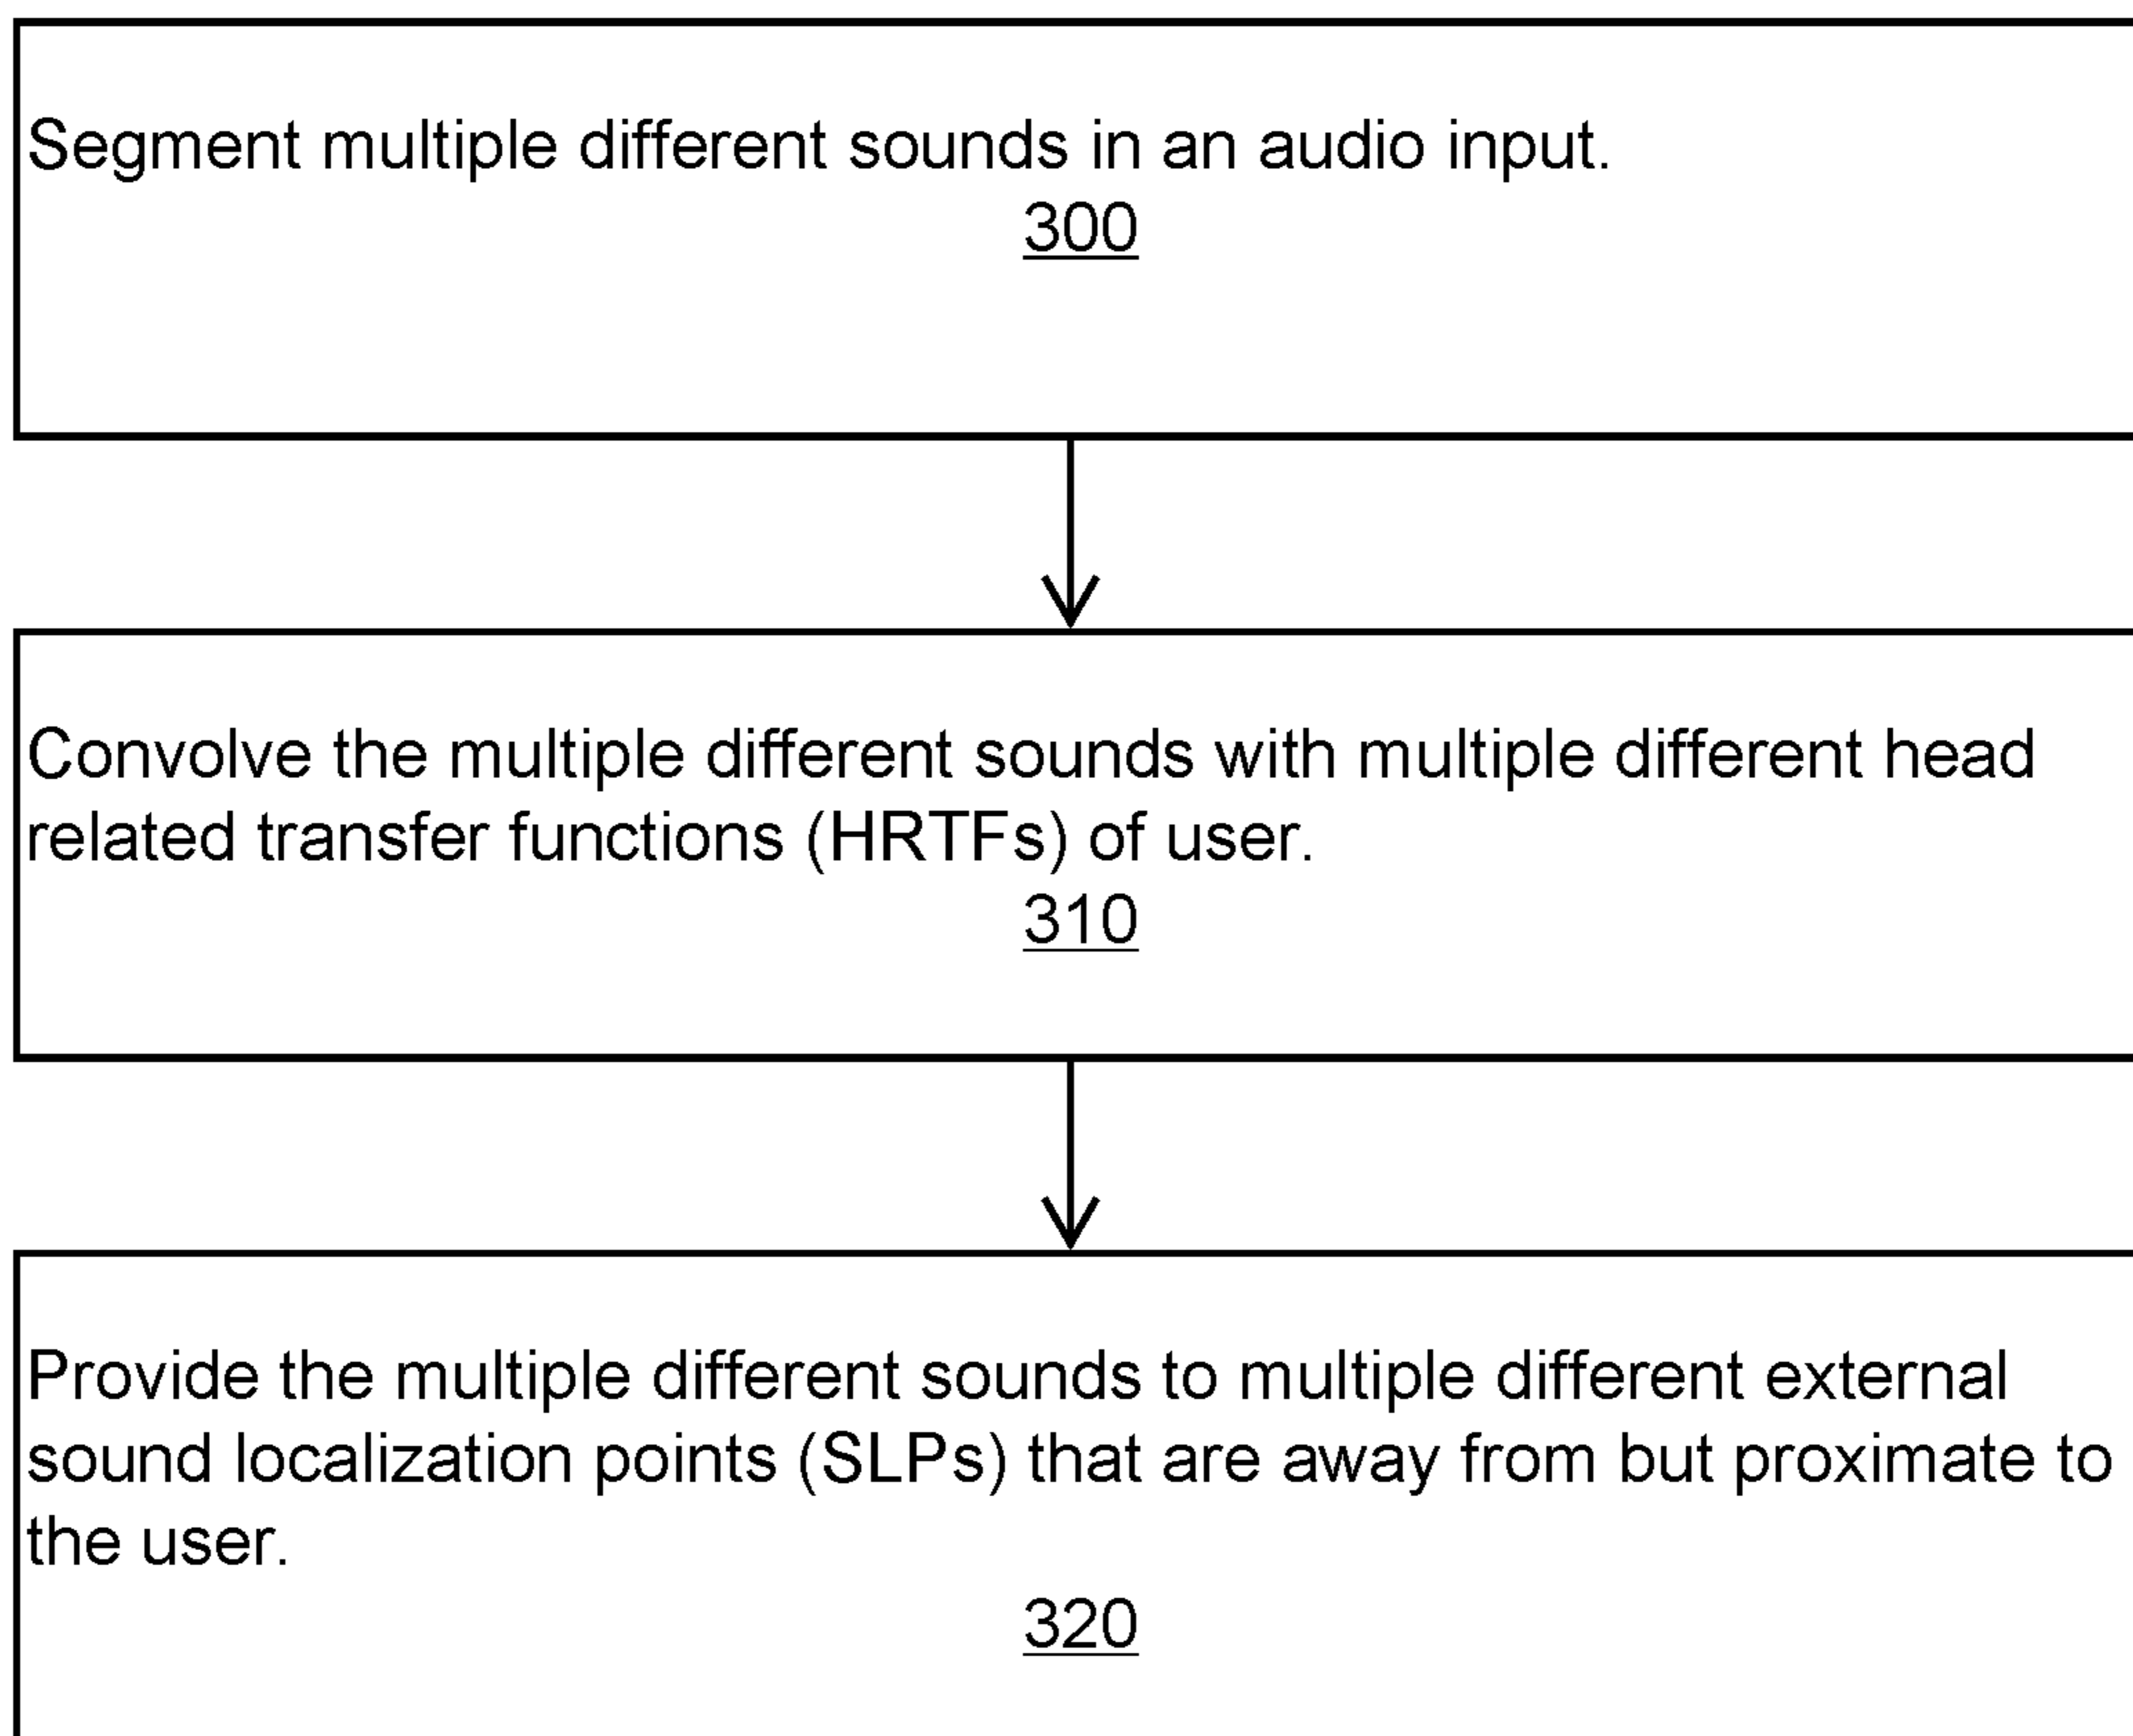 Segment multiple different sounds in an audio input.
300
Convolve the multiple different sounds with multiple different head
related transfer functions (HRTFs) of user.
310
Provide the multiple different sounds to multiple different external
sound localization points (SLPs) that are away from but proximate to
the user.
320